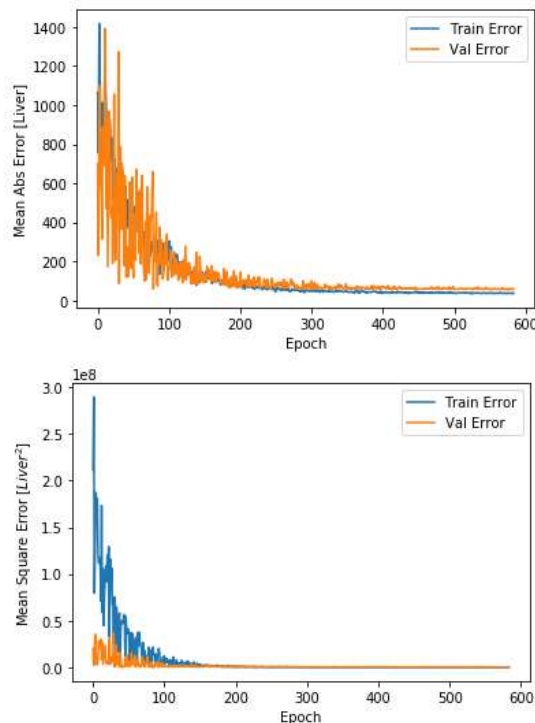 1400
1200
1000
800
600
400
200
0
Mean Abs Error [Liver]
Train Error
Val Error
0 100 200 300 400 500 600
Epoch
1e8
3.0
2.5
2.0
1.5
1.0
0.5
0.0
Mean Square Error [Liver²]
Train Error
Val Error
0 100 200 300 400 500 600
Epoch